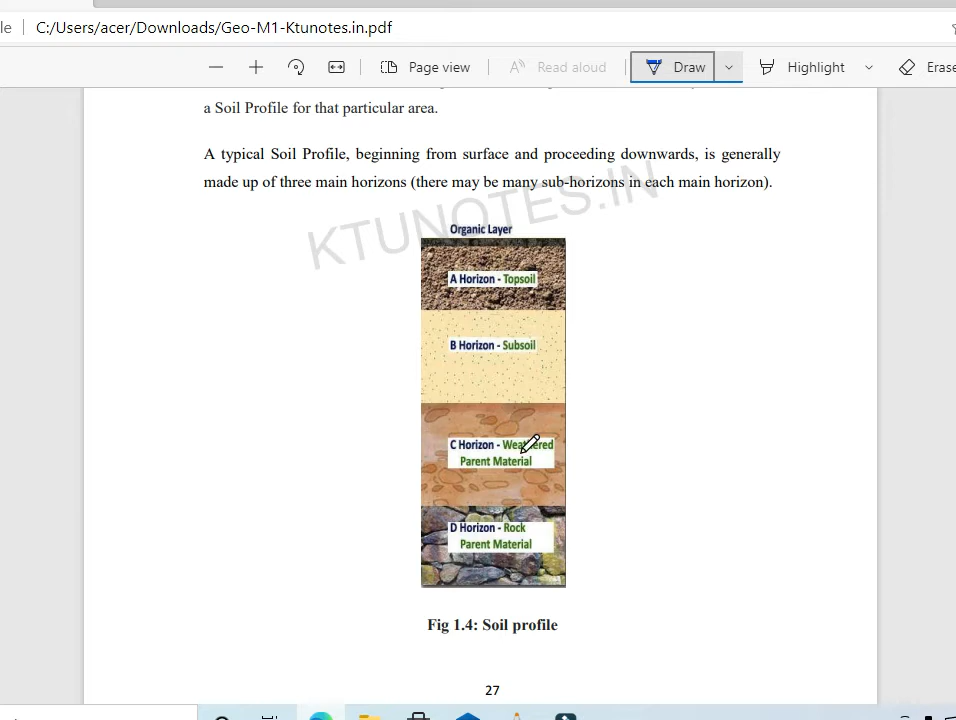 le
C:/Users/acer/Downloads/Geo-M1-Ktunotes.in.pdf
Page view
Read aloud
Draw
Highlight
Erase
a Soil Profile for that particular area.
A typical Soil Profile, beginning from surface and proceeding downwards, is generally
made up of three main horizons (there may be many sub-horizons in each main horizon).
KTUNOTES.IN
Organic Layer
A Horizon - Topsoil
B Horizon - Subsoil
C Horizon - Weathered
Parent Material
D Horizon - Rock
Parent Material
Fig 1.4: Soil profile
27